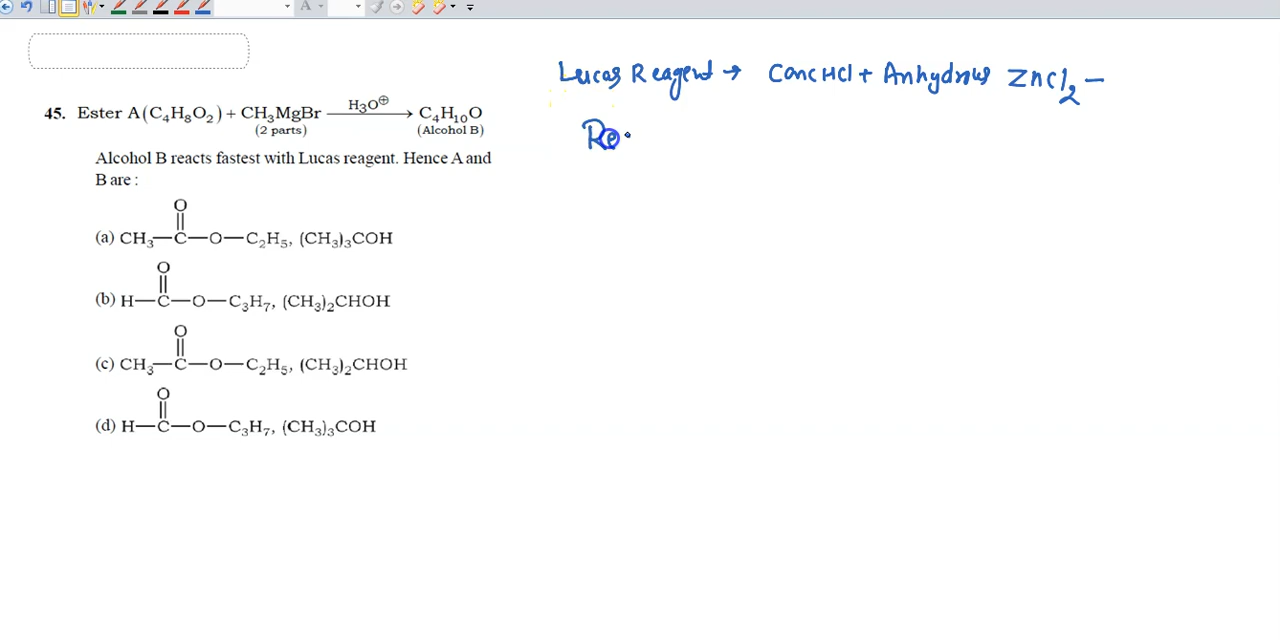 Lucas Reagent → Conc HCl + Anhydrous ZnCl₂ –
Re
45. Ester A(C₄H₈O₂) + CH₃MgBr —H₃O⊕→ C₄H₁₀O
(2 parts) (Alcohol B)
Alcohol B reacts fastest with Lucas reagent. Hence A and
B are :
O
||
(a) CH₃—C—O—C₂H₅, (CH₃)₃COH
O
||
(b) H—C—O—C₃H₇, (CH₃)₂CHOH
O
||
(c) CH₃—C—O—C₂H₅, (CH₃)₂CHOH
O
||
(d) H—C—O—C₃H₇, (CH₃)₃COH